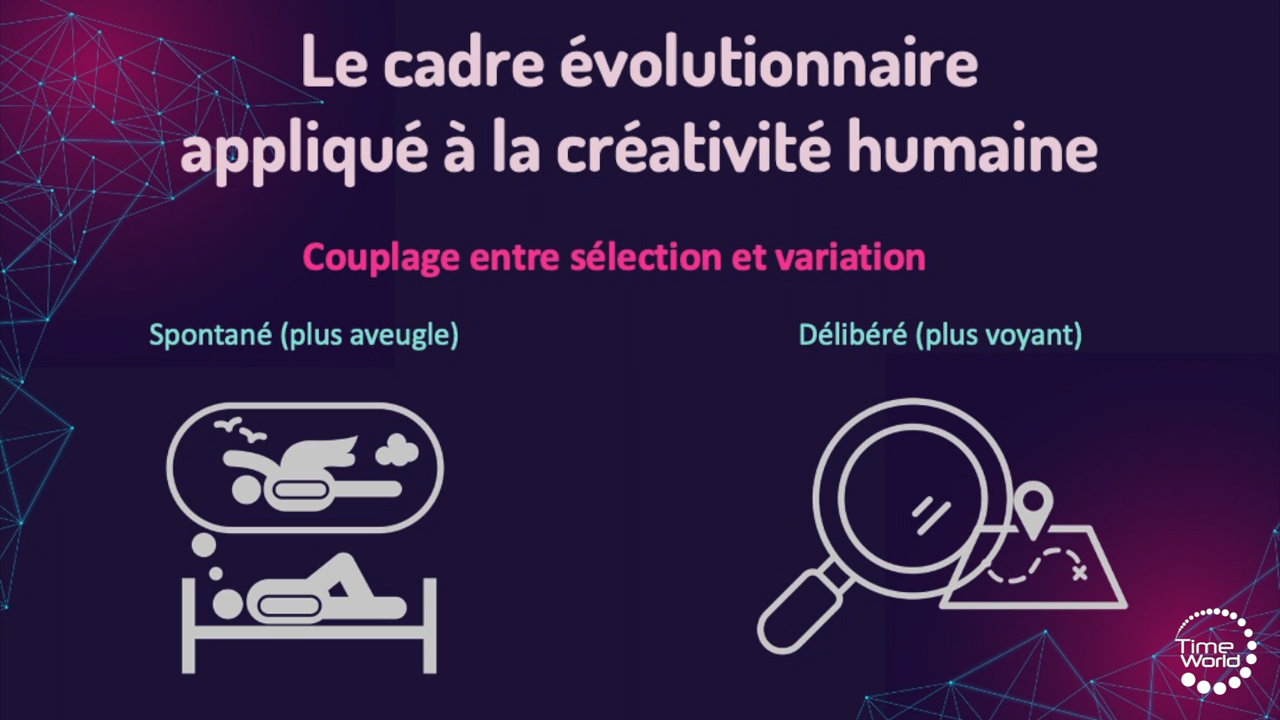 Le cadre évolutionnaire
appliqué à la créativité humaine
Couplage entre sélection et variation
Spontané (plus aveugle)
Délibéré (plus voyant)
Time
World